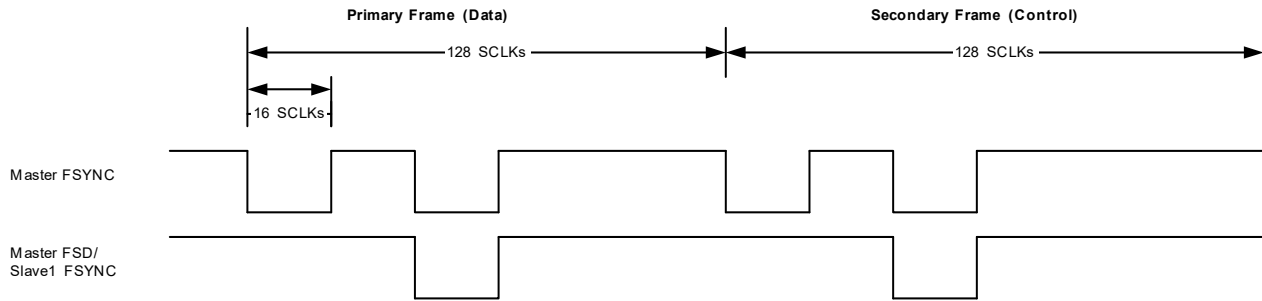 Primary Frame (Data)
Secondary Frame (Control)
128 SCLKs
128 SCLKs
16 SCLKs
Master FSYNC
Master FSD/
Slave1 FSYNC